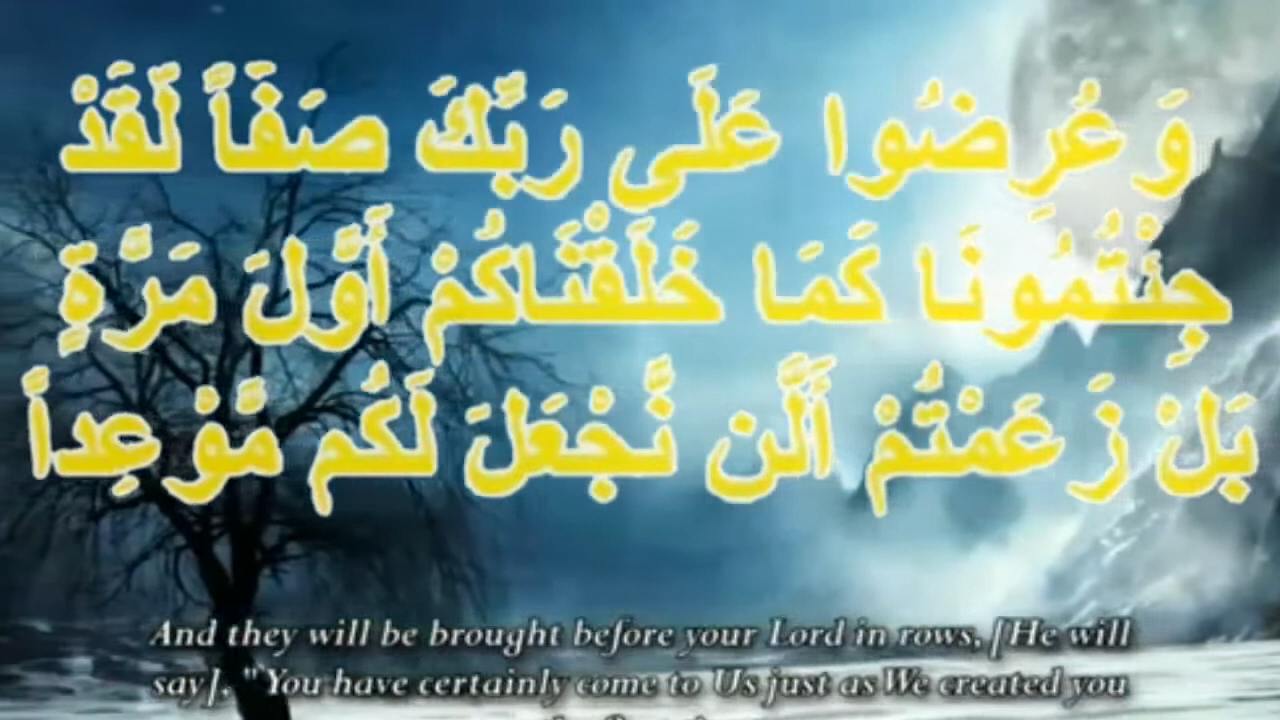 وَعُرِضُوا عَلَى رَبِّكَ صَفّاً لَّقَدْ
جِئْتُمُونَا كَمَا خَلَقْنَاكُمْ أَوَّلَ مَرَّةٍ
بَلْ زَعَمْتُمْ أَلَّن نَّجْعَلَ لَكُم مَّوْعِداً
And they will be brought before your Lord in rows, [He will
say], "You have certainly come to Us just as We created you